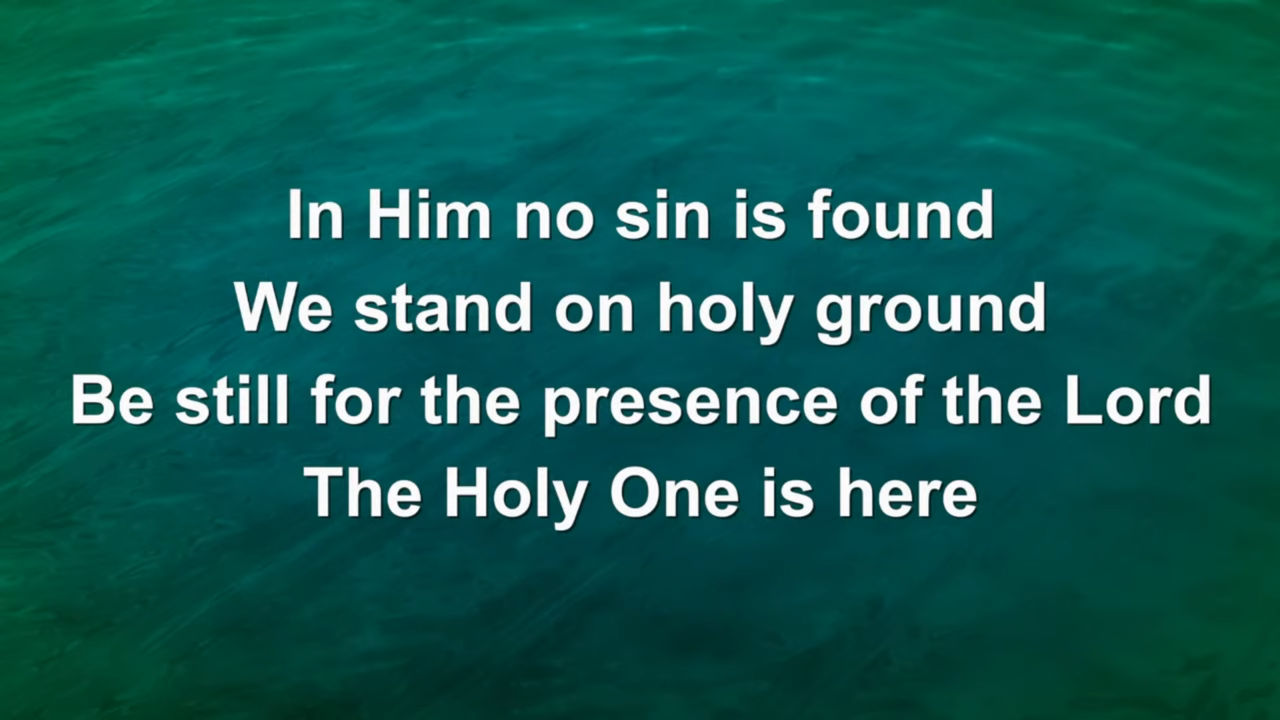 In Him no sin is found
We stand on holy ground
Be still for the presence of the Lord
The Holy One is here